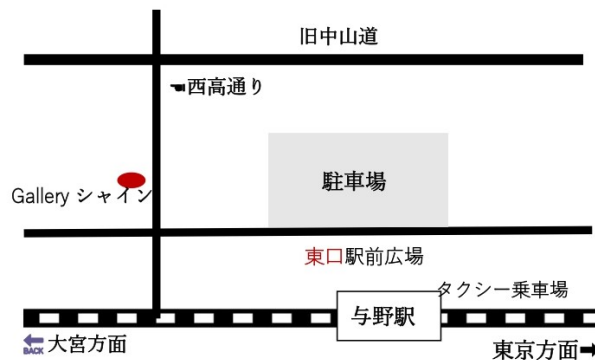 旧中山道
☚西高通り
駐車場
Gallery シャイン
東口駅前広場
タクシー乗車場
与野駅
BACK 大宮方面
東京方面➡